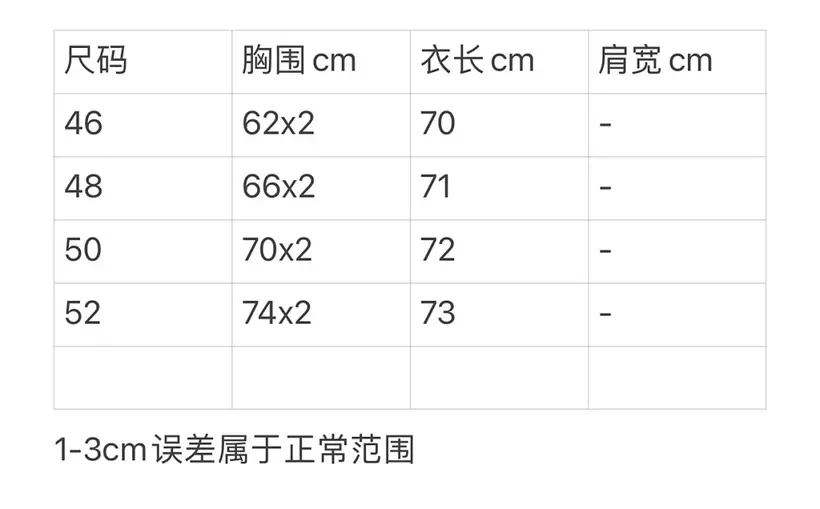 尺码 胸围cm 衣长cm 肩宽cm
46 62x2 70 -
48 66x2 71 -
50 70x2 72 -
52 74x2 73 -
1-3cm误差属于正常范围